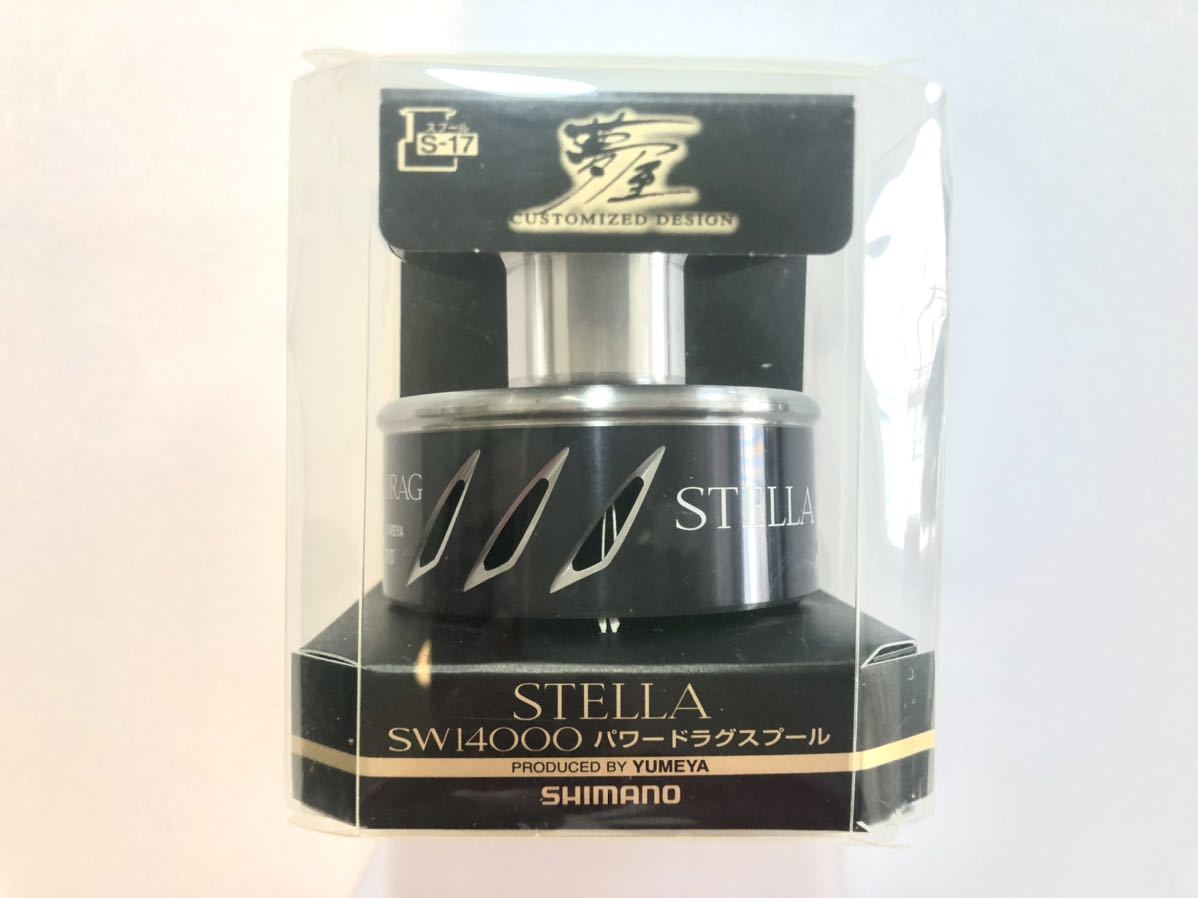 スプール
S-17
夢屋
CUSTOMIZED DESIGN
DRAG
YUMEYA
STELLA
STELLA
SW14000 パワードラグスプール
PRODUCED BY YUMEYA
SHIMANO